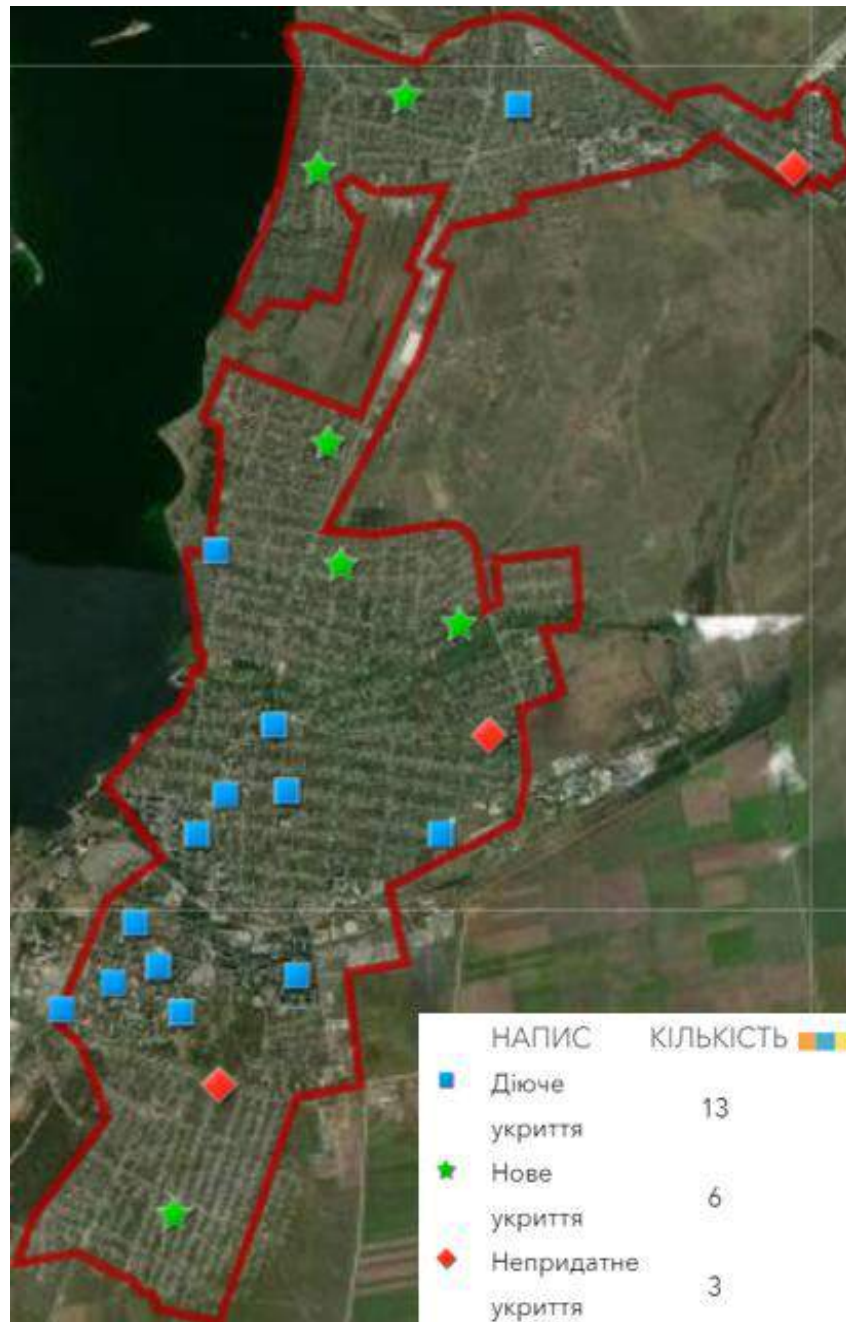 НАПИС КІЛЬКІСТЬ
Діюче
укриття
13
Нове
укриття
6
Непридатне
укриття
3